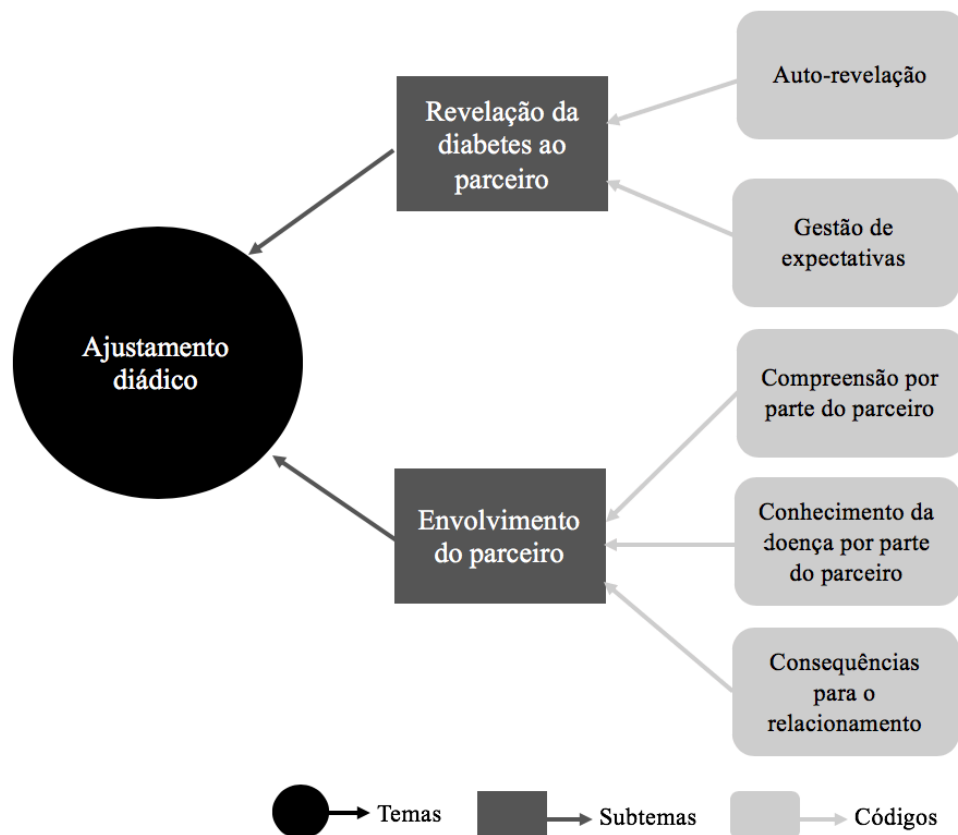 Auto-revelação
Revelação da
diabetes ao
parceiro
Gestão de
expectativas
Ajustamento
diádico
Compreensão por
parte do parceiro
Envolvimento
do parceiro
Conhecimento da
doença por parte
do parceiro
Consequências
para o
relacionamento
Temas
Subtemas
Códigos